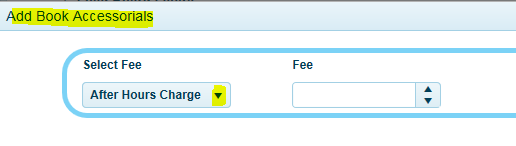 Add Book Accessorials
Select Fee Fee
After Hours Charge